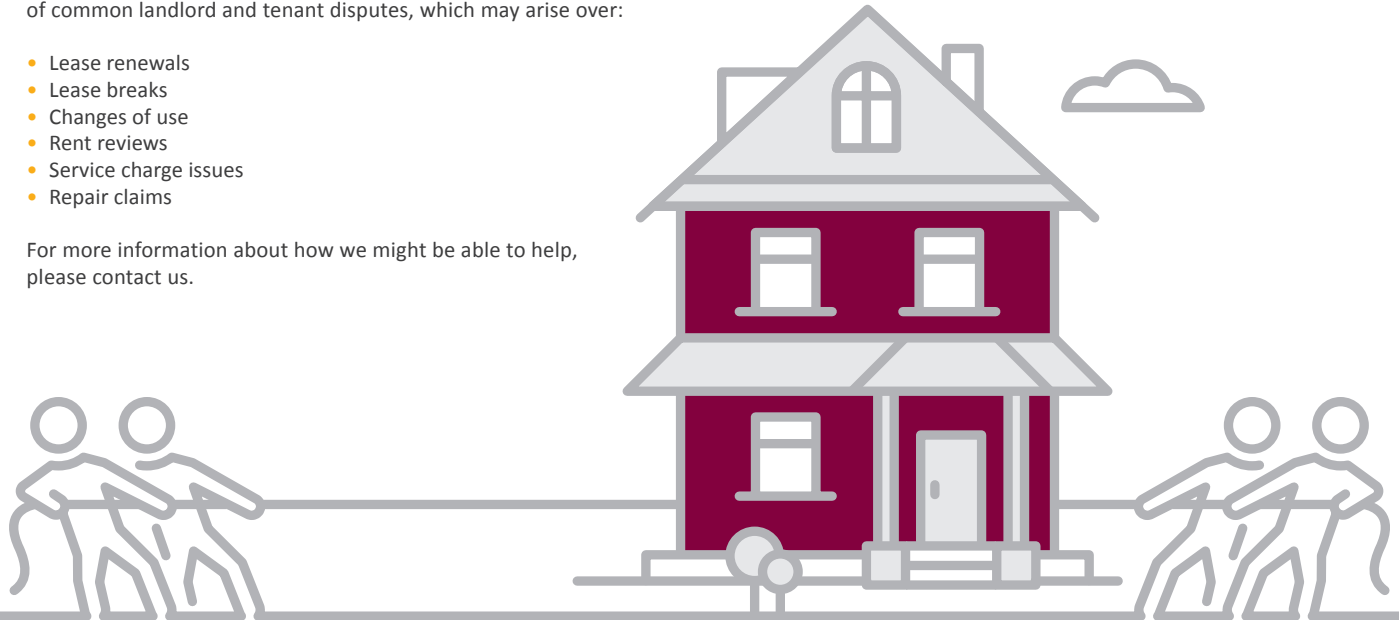 of common landlord and tenant disputes, which may arise over:
• Lease renewals
• Lease breaks
• Changes of use
• Rent reviews
• Service charge issues
• Repair claims
For more information about how we might be able to help,
please contact us.